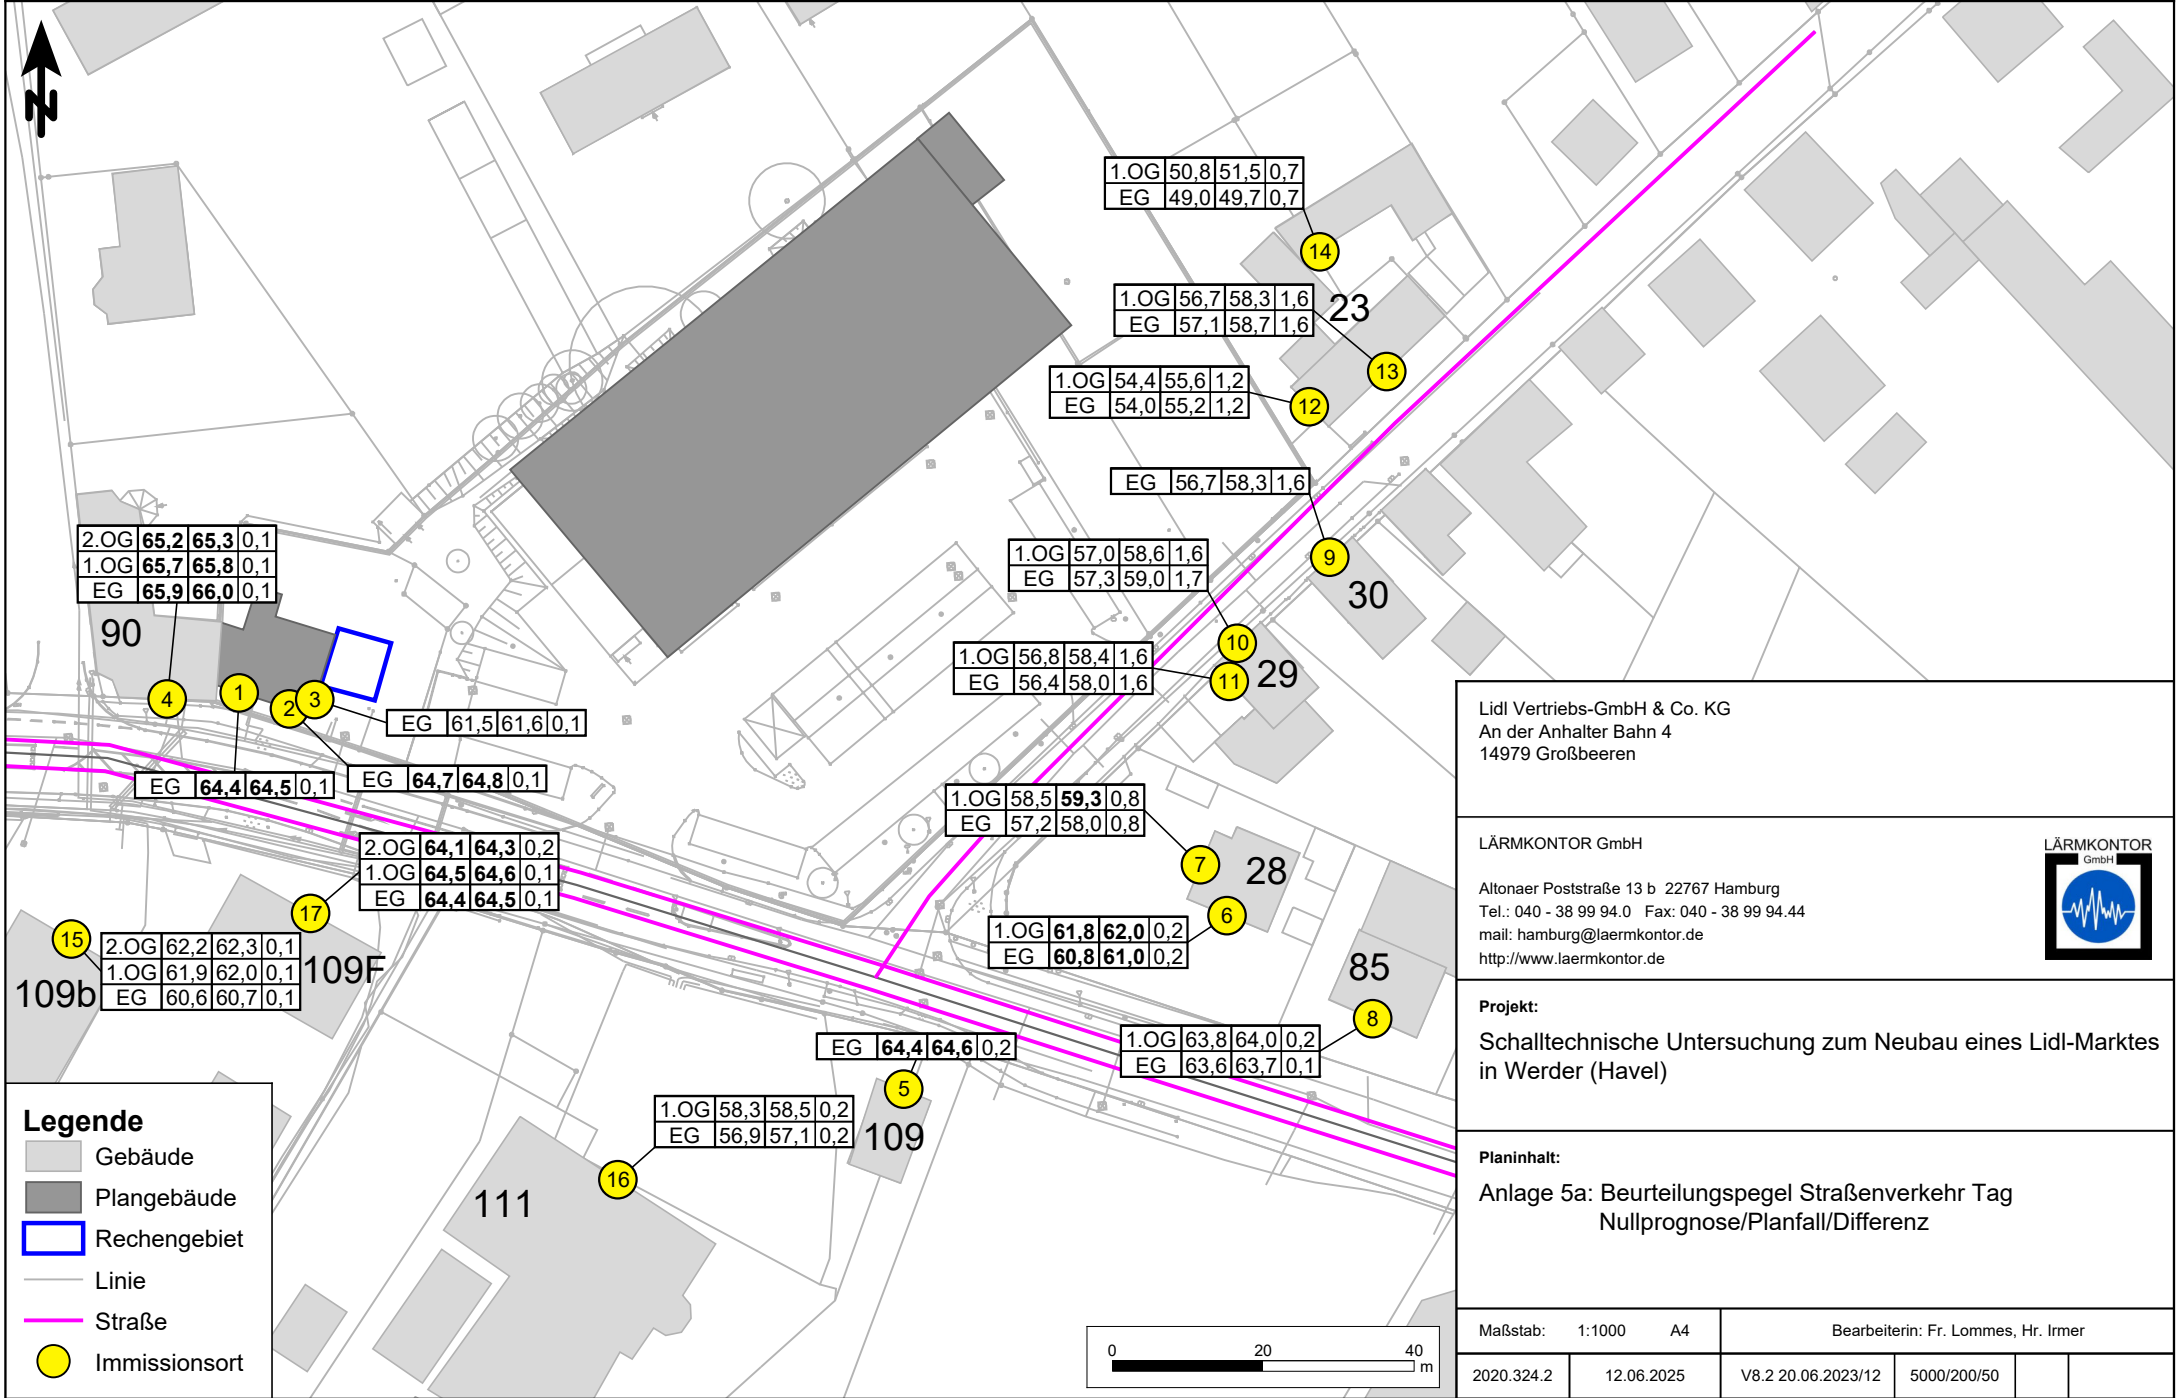 N
1.OG 50,8 51,5 0,7
EG 49,0 49,7 0,7
14
1.OG 56,7 58,3 1,6
EG 57,1 58,7 1,6
23
13
1.OG 54,4 55,6 1,2
EG 54,0 55,2 1,2
12
EG 56,7 58,3 1,6
9
30
1.OG 57,0 58,6 1,6
EG 57,3 59,0 1,7
10
29
1.OG 56,8 58,4 1,6
EG 56,4 58,0 1,6
11
2.OG 65,2 65,3 0,1
1.OG 65,7 65,8 0,1
EG 65,9 66,0 0,1
90
4
1
2
3
EG 61,5 61,6 0,1
EG 64,4 64,5 0,1
EG 64,7 64,8 0,1
1.OG 58,5 59,3 0,8
EG 57,2 58,0 0,8
7
28
6
1.OG 61,8 62,0 0,2
EG 60,8 61,0 0,2
2.OG 64,1 64,3 0,2
1.OG 64,5 64,6 0,1
EG 64,4 64,5 0,1
17
109F
15
2.OG 62,2 62,3 0,1
1.OG 61,9 62,0 0,1
EG 60,6 60,7 0,1
109b
85
8
1.OG 63,8 64,0 0,2
EG 63,6 63,7 0,1
EG 64,4 64,6 0,2
5
109
1.OG 58,3 58,5 0,2
EG 56,9 57,1 0,2
16
111
Legende
Gebäude
Plangebäude
Rechengebiet
Linie
Straße
Immissionsort
0 20 40
m
Lidl Vertriebs-GmbH & Co. KG
An der Anhalter Bahn 4
14979 Großbeeren
LÄRMKONTOR GmbH
Altonaer Poststraße 13 b 22767 Hamburg
Tel.: 040 - 38 99 94.0 Fax: 040 - 38 99 94.44
mail: hamburg@laermkontor.de
http://www.laermkontor.de
LÄRMKONTOR
GmbH
Projekt:
Schalltechnische Untersuchung zum Neubau eines Lidl-Marktes
in Werder (Havel)
Planinhalt:
Anlage 5a: Beurteilungspegel Straßenverkehr Tag
Nullprognose/Planfall/Differenz
Maßstab: 1:1000 A4
Bearbeiterin: Fr. Lommes, Hr. Irmer
2020.324.2 12.06.2025 V8.2 20.06.2023/12 5000/200/50